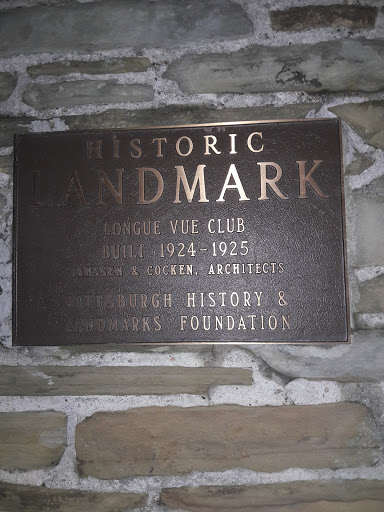 HISTORIC
LANDMARK
LONGUE VUE CLUB
BUILT 1924-1925
JANSSEN & COCKEN, ARCHITECTS
PITTSBURGH HISTORY &
LANDMARKS FOUNDATION